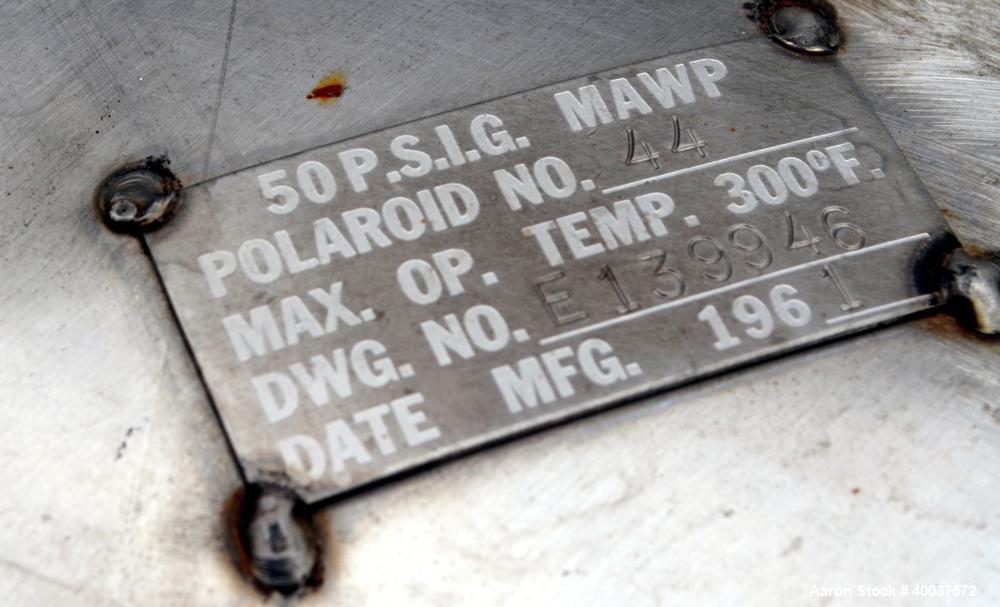 50 P.S.I.G. MAWP
POLAROID NO. 44
MAX. OP. TEMP. 300°F.
DWG. NO. E139946
DATE MFG. 1961
Aaron Stock # 40037572